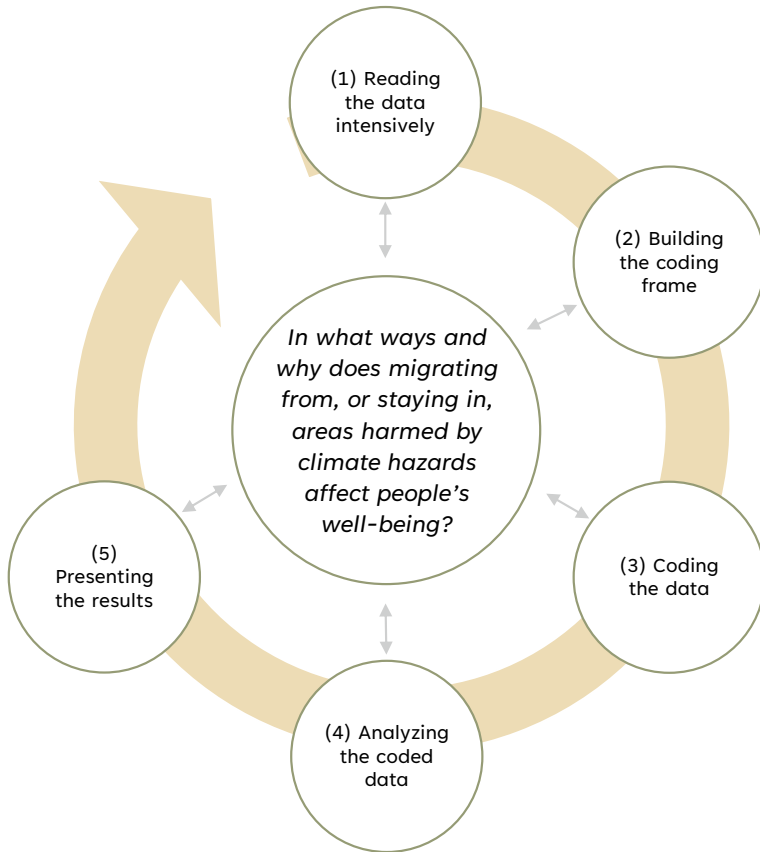 (1) Reading
the data
intensively
(2) Building
the coding
frame
In what ways and
why does migrating
from, or staying in,
areas harmed by
climate hazards
affect people’s
well-being?
(3) Coding
the data
(4) Analyzing
the coded
data
(5)
Presenting
the results